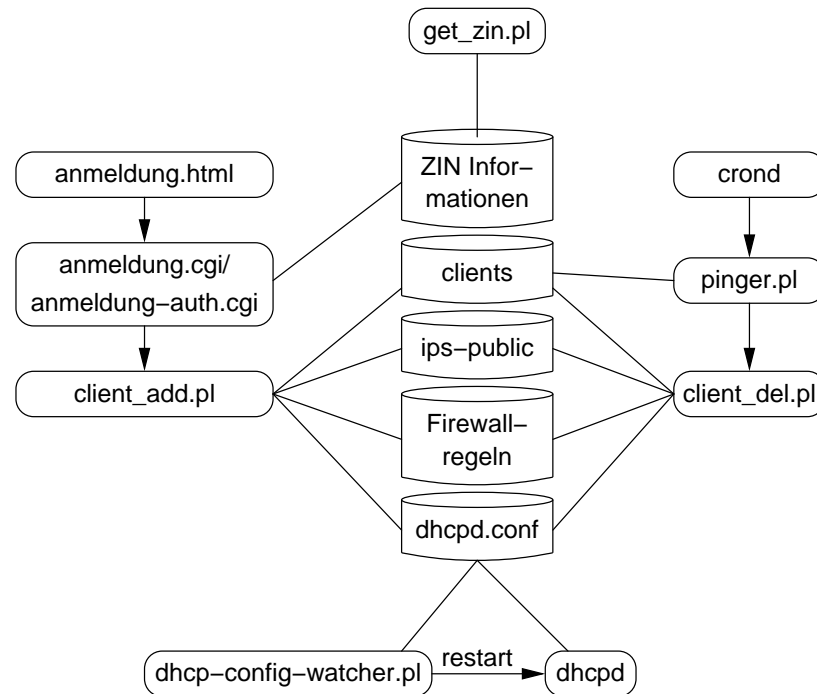 get_zin.pl
anmeldung.html
ZIN Infor–
mationen
crond
anmeldung.cgi/
anmeldung–auth.cgi
clients
pinger.pl
ips–public
client_add.pl
Firewall–
regeln
client_del.pl
dhcpd.conf
dhcp–config–watcher.pl
restart
dhcpd